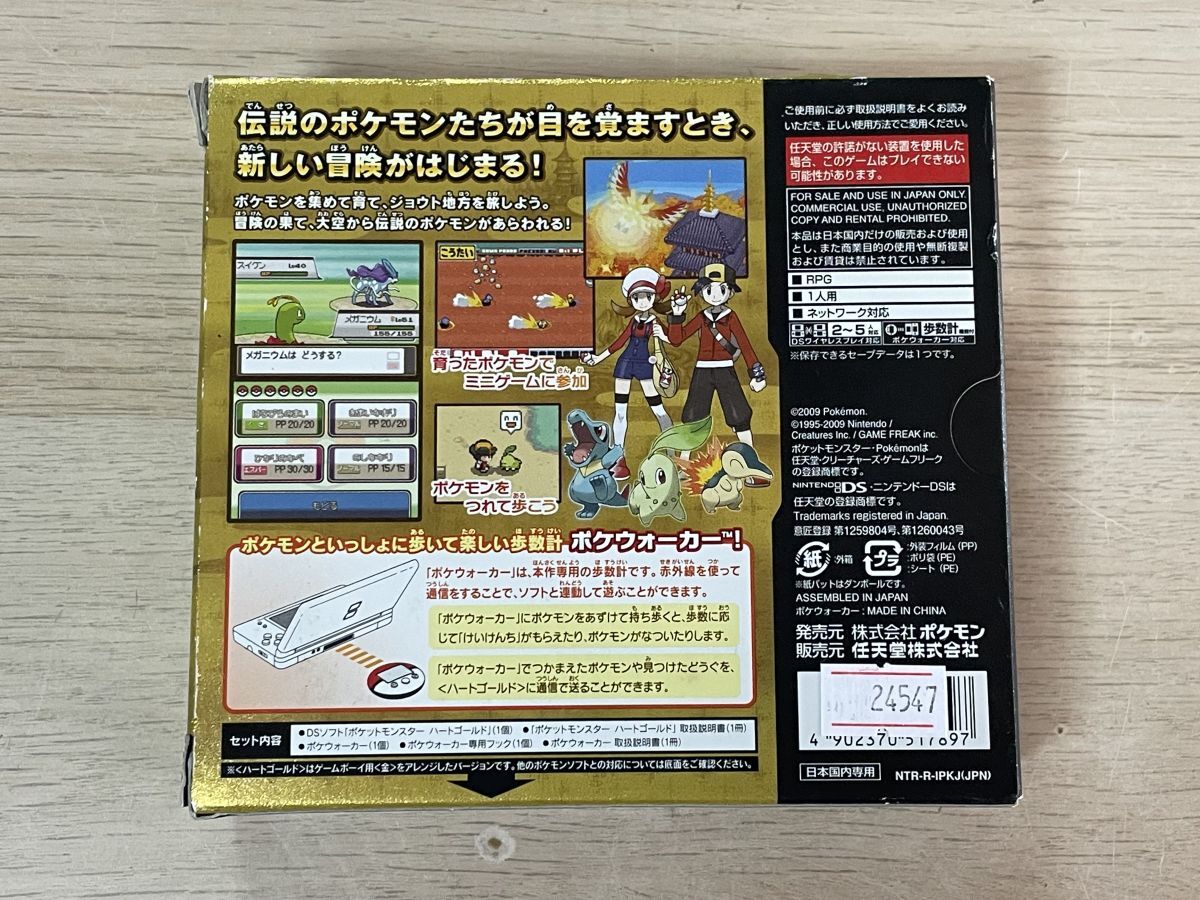 伝説のポケモンたちが目を覚ますとき、
新しい冒険がはじまる！
ポケモンを集めて育て、ジョウト地方を旅しよう。
冒険の果て、大空から伝説のポケモンがあらわれる！
スイクン Lv40
メガニウム Lv51
155/155
メガニウムは どうする？
PP 20/20
PP 20/20
エスパー PP 30/30
ノーマル PP 15/15
もどる
こうたい
育ったポケモンで
ミニゲームに参加
ポケモンを
つれて歩こう
ポケモンといっしょに歩いて楽しい歩数計 ポケウォーカー™！
「ポケウォーカー」は、本作専用の歩数計です。赤外線を使って
通信をすることで、ソフトと連動して遊ぶことができます。
「ポケウォーカー」にポケモンをあずけて持ち歩くと、歩数に応
じて「けいけんち」がもらえたり、ポケモンがなついたりします。
「ポケウォーカー」でつかまえたポケモンや見つけたどうぐを、
＜ハートゴールド＞に通信で送ることができます。
セット内容
●DSソフト「ポケットモンスター ハートゴールド」（1個） ●「ポケットモンスター ハートゴールド」取扱説明書（1冊）
●ポケウォーカー（1個） ●ポケウォーカー専用フック（1個） ●ポケウォーカー 取扱説明書（1冊）
※＜ハートゴールド＞はゲームボーイ用＜金＞をアレンジしたバージョンです。他のポケモンソフトとの対応については底面をご確認ください。
ご使用前に必ず取扱説明書をよくお読み
いただき、正しい使用方法でご愛用ください。
任天堂の許諾がない装置を使用した
場合、このゲームはプレイできない
可能性があります。
FOR SALE AND USE IN JAPAN ONLY.
COMMERCIAL USE, UNAUTHORIZED
COPY AND RENTAL PROHIBITED.
本品は日本国内だけの販売および使用
とし、また商業目的の使用や無断複製
および賃貸は禁止されています。
■RPG
■1人用
■ネットワーク対応
2〜5人対応
DSワイヤレスプレイ対応
歩数計機能付
ポケウォーカー対応
※保存できるセーブデータは1つです。
©2009 Pokémon.
©1995-2009 Nintendo /
Creatures Inc. / GAME FREAK inc.
ポケットモンスター・Pokémonは
任天堂・クリーチャーズ・ゲームフリーク
の登録商標です。
NINTENDO DS・ニンテンドーDSは
任天堂の登録商標です。
Trademarks registered in Japan.
意匠登録 第1259804号、第1260043号
紙 :外箱
プラ :外装フィルム (PP)
:ポリ袋 (PE)
:シート (PE)
※紙パットはダンボールです。
ASSEMBLED IN JAPAN
ポケウォーカー：MADE IN CHINA
発売元 株式会社ポケモン
販売元 任天堂株式会社
24547
4 902370 517897
日本国内専用
NTR-R-IPKJ(JPN)